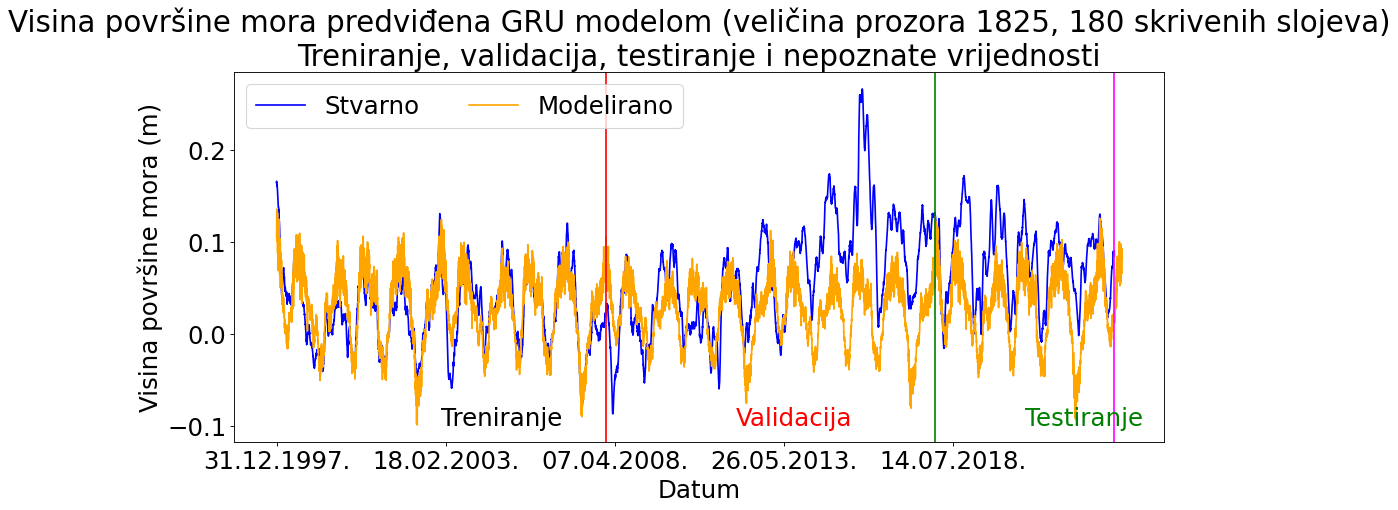 Visina površine mora predviđena GRU modelom (veličina prozora 1825, 180 skrivenih slojeva)
Treniranje, validacija, testiranje i nepoznate vrijednosti
Stvarno Modelirano
Visina površine mora (m)
0.2
0.1
0.0
−0.1
Treniranje Validacija Testiranje
31.12.1997. 18.02.2003. 07.04.2008. 26.05.2013. 14.07.2018.
Datum